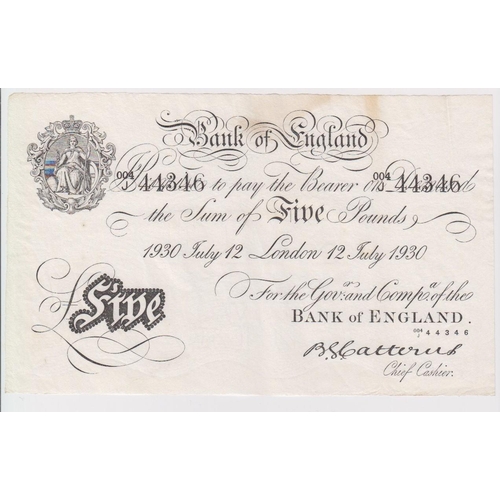 Bank of England
004/J 44346 I Promise to pay the Bearer on Demand 004/J 44346
the Sum of Five Pounds
1930 July 12 London 12 July 1930
For the Govr. and Compa. of the
BANK of ENGLAND.
£Five
004/J 44346
B.G. Catterns
Chief Cashier.